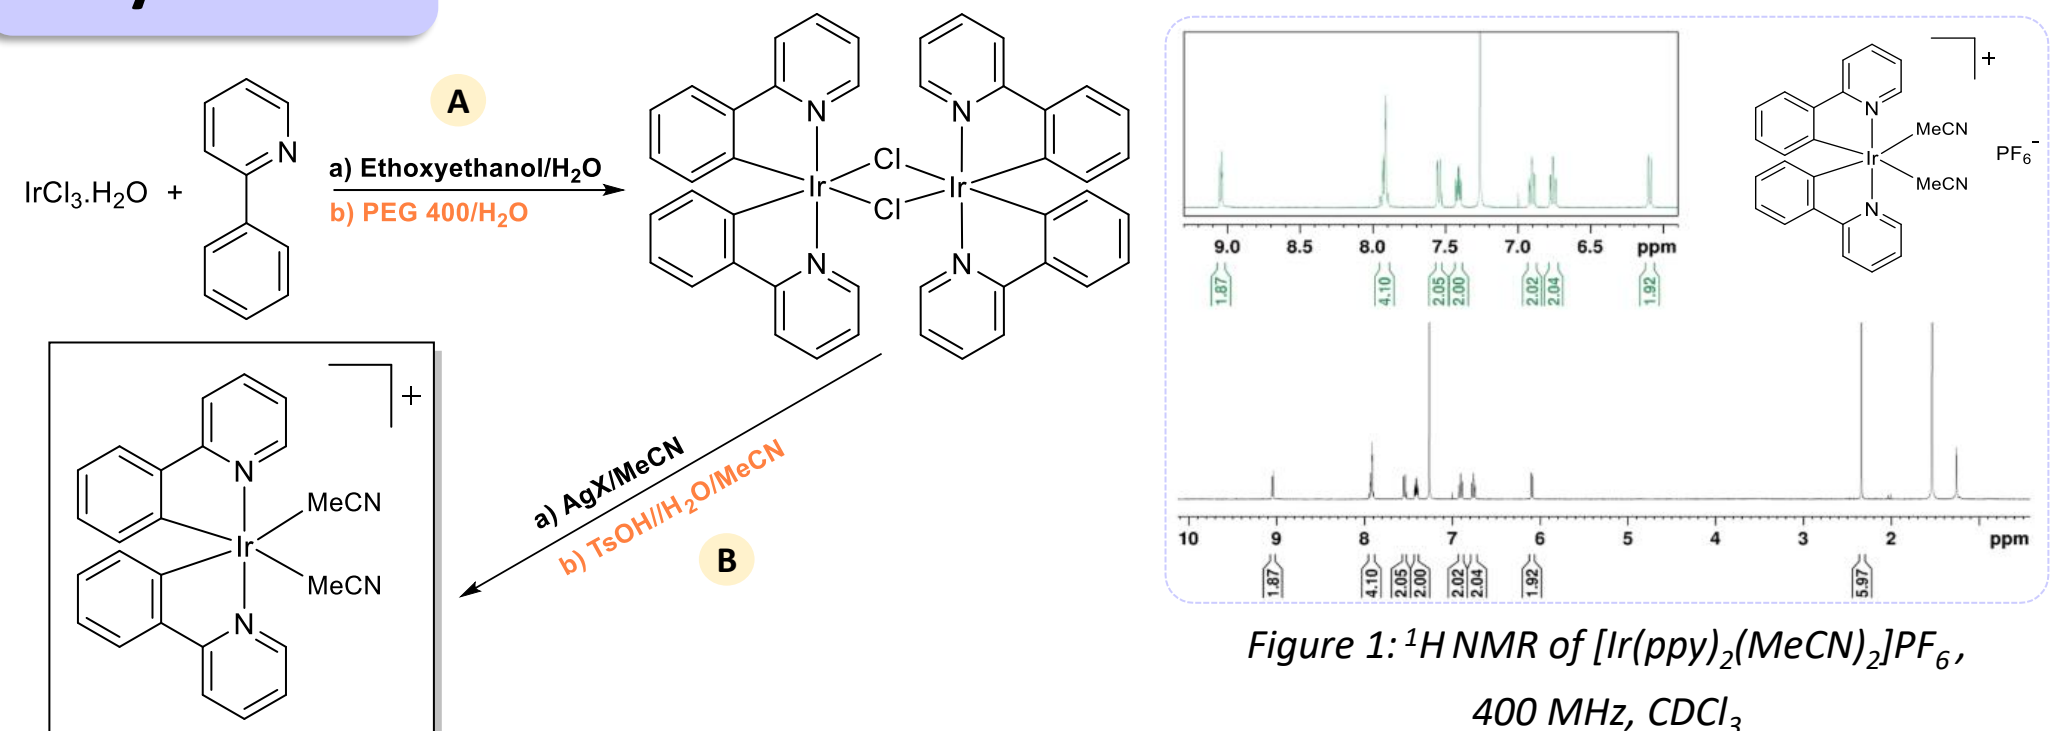 A
a) Ethoxyethanol/H₂O
IrCl₃.H₂O +
b) PEG 400/H₂O
N
N
N
N
N
Cl
Cl
Ir
Ir
+
N
N
Ir
MeCN
MeCN
a) AgX/MeCN
b) TsOH//H₂O/MeCN
B
9.0 8.5 8.0 7.5 7.0 6.5 ppm
1.87 4.10 2.05 2.00 2.02 2.04 1.92
+
N
N
Ir
MeCN
MeCN
PF₆⁻
10 9 8 7 6 5 4 3 2 ppm
1.87 4.10 2.05 2.00 2.02 2.04 1.92 5.97
Figure 1: ¹H NMR of [Ir(ppy)₂(MeCN)₂]PF₆,
400 MHz, CDCl₃